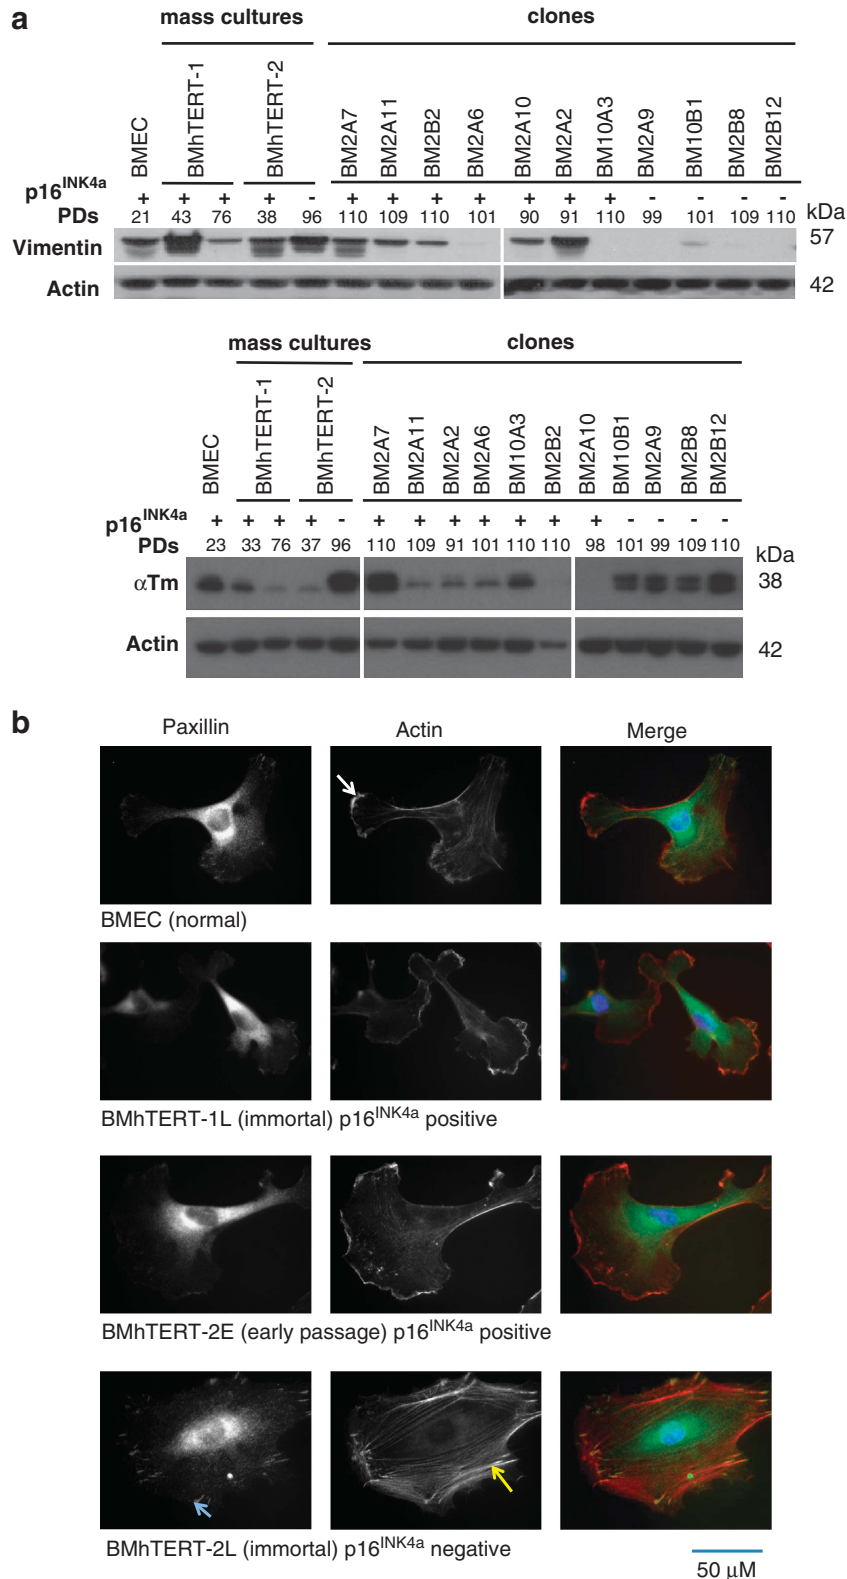 a
mass cultures clones
BMEC BMhTERT-1 BMhTERT-2 BM2A7 BM2A11 BM2B2 BM2A6 BM2A10 BM2A2 BM10A3 BM2A9 BM10B1 BM2B8 BM2B12
p16INK4a + + + + - + + + + + + + - - - -
PDs 21 43 76 38 96 110 109 110 101 90 91 110 99 101 109 110 kDa
Vimentin 57
Actin 42
mass cultures clones
BMEC BMhTERT-1 BMhTERT-2 BM2A7 BM2A11 BM2A2 BM2A6 BM10A3 BM2B2 BM2A10 BM10B1 BM2A9 BM2B8 BM2B12
p16INK4a + + + + - + + + + + + + - - - -
PDs 23 33 76 37 96 110 109 91 101 110 110 98 101 99 109 110 kDa
αTm 38
Actin 42
b
Paxillin Actin Merge
BMEC (normal)
BMhTERT-1L (immortal) p16INK4a positive
BMhTERT-2E (early passage) p16INK4a positive
BMhTERT-2L (immortal) p16INK4a negative
50 µM